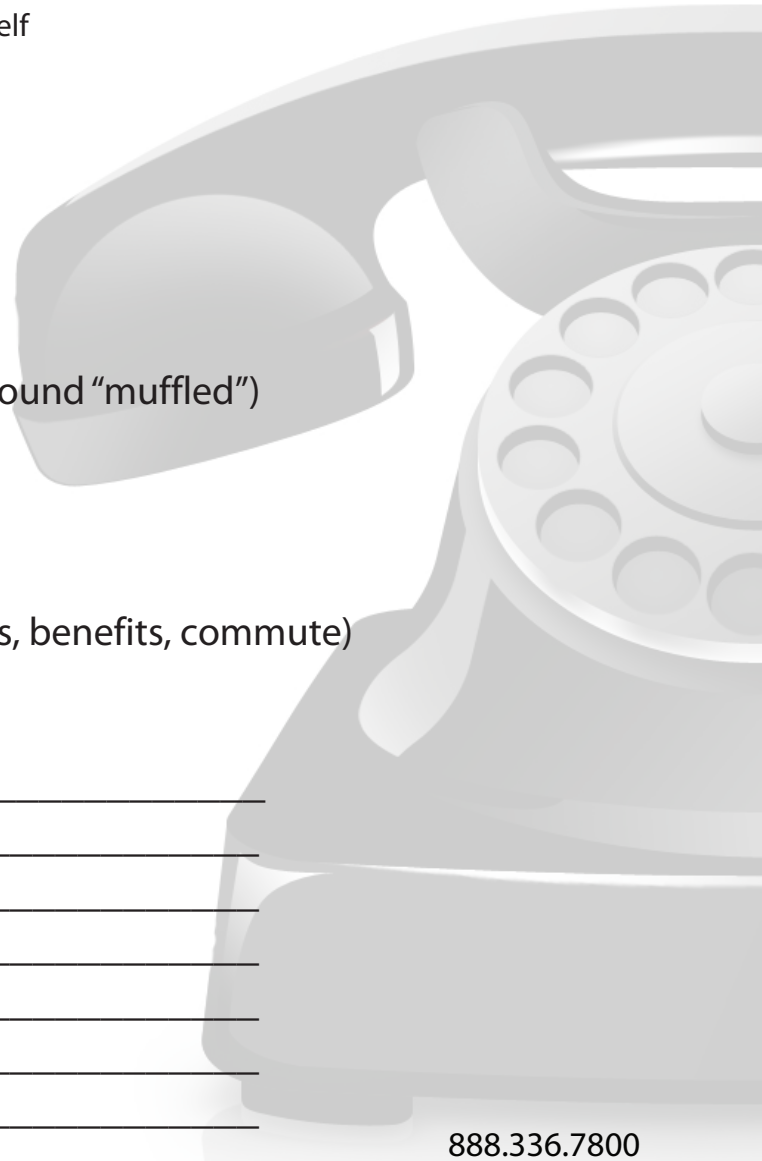 elf
ound “muffled”)
s, benefits, commute)
888.336.7800